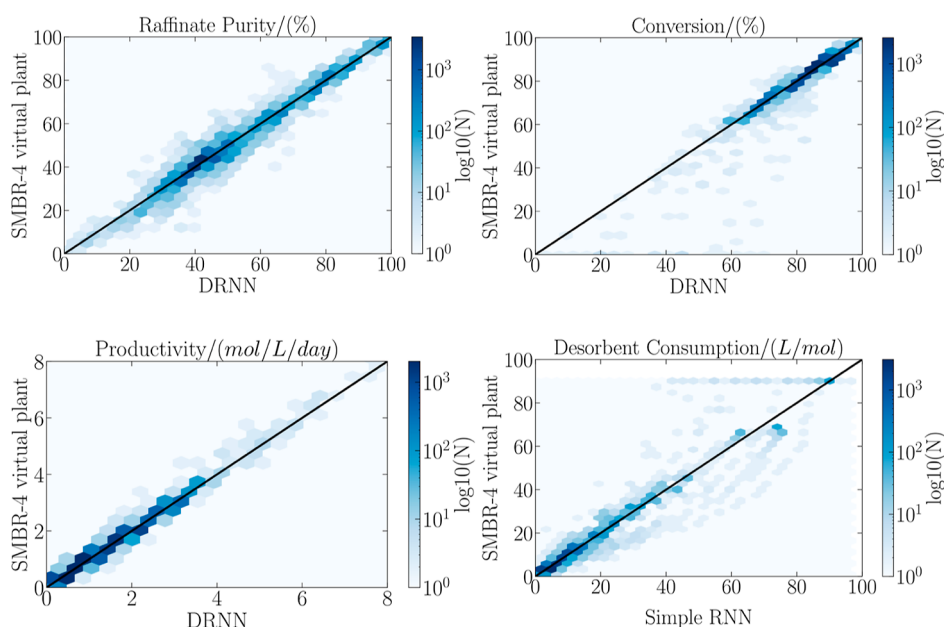 Raffinate Purity/(%)
SMBR-4 virtual plant
100
80
60
40
20
0
0 20 40 60 80 100
DRNN
10^3
10^2
10^1
10^0
log10(N)
Conversion/(%)
SMBR-4 virtual plant
100
80
60
40
20
0
0 20 40 60 80 100
DRNN
10^3
10^2
10^1
10^0
log10(N)
Productivity/(mol/L/day)
SMBR-4 virtual plant
8
6
4
2
0
0 2 4 6 8
DRNN
10^3
10^2
10^1
10^0
log10(N)
Desorbent Consumption/(L/mol)
SMBR-4 virtual plant
100
80
60
40
20
0
0 20 40 60 80 100
Simple RNN
10^3
10^2
10^1
10^0
log10(N)